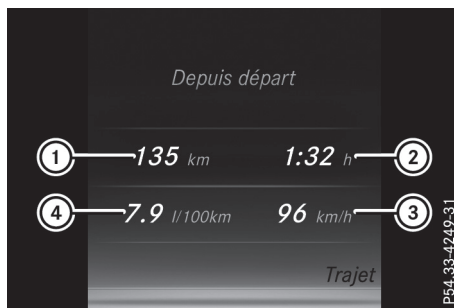 Depuis départ
1 135 km 1:32 h 2
4 7.9 l/100km 96 km/h 3
Trajet
P54.33-4249-31